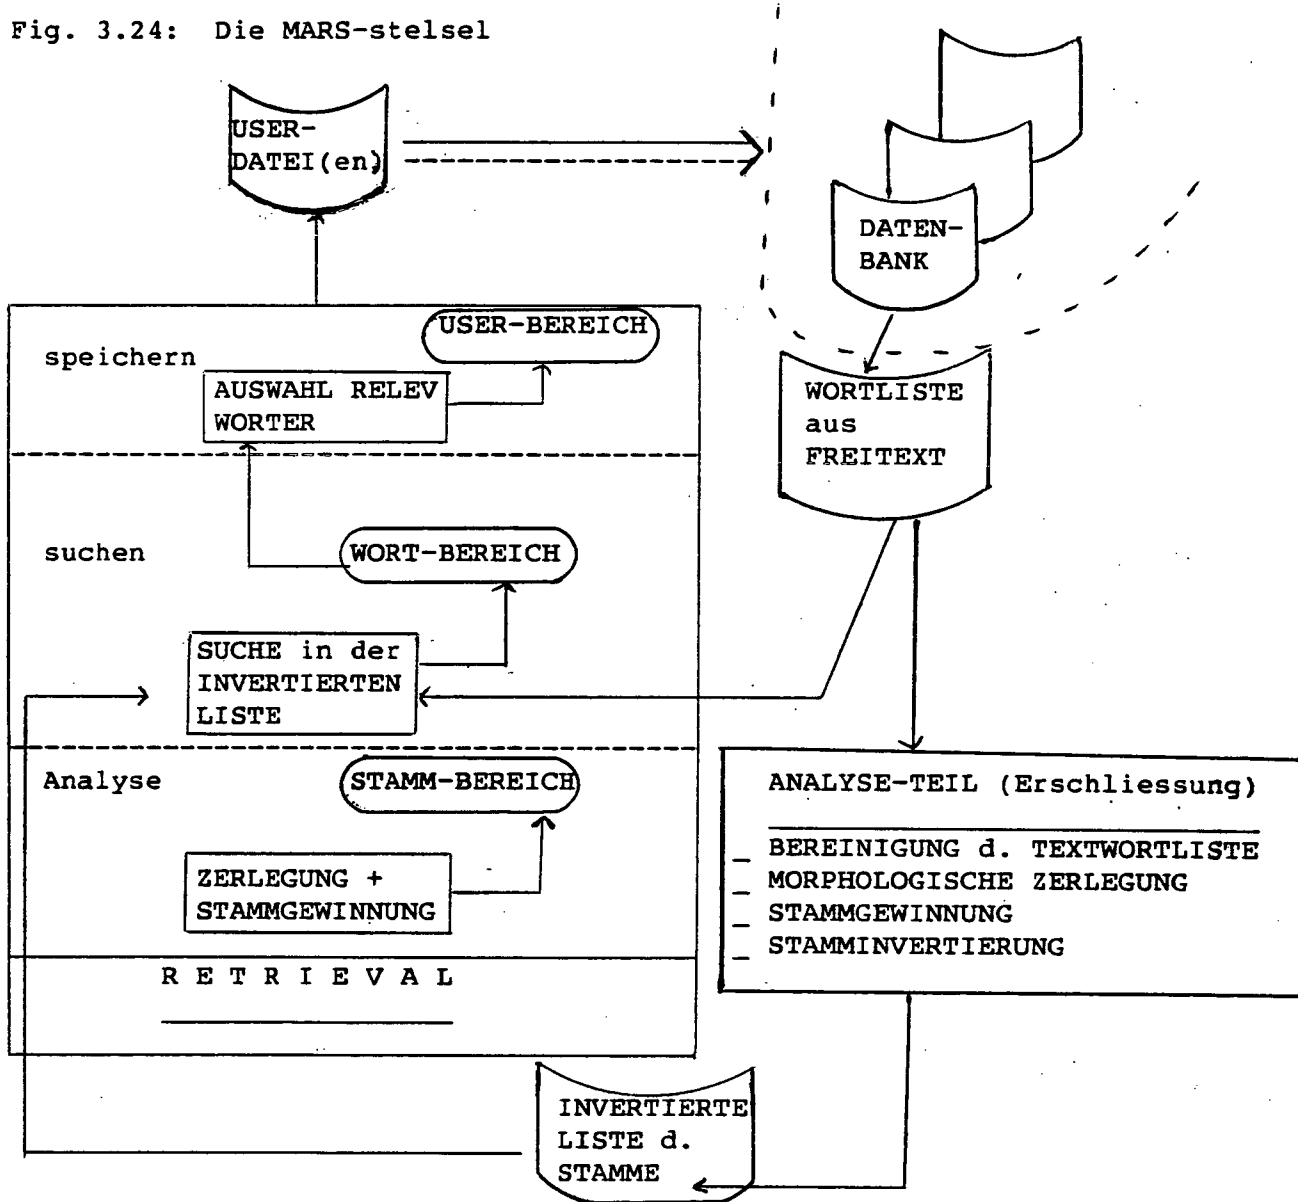 Fig. 3.24: Die MARS-stelsel
USER-
DATEI(en)
DATEN-
BANK
USER-BEREICH
speichern
AUSWAHL RELEV
WORTER
WORTLISTE
aus
FREITEXT
suchen
WORT-BEREICH
SUCHE in der
INVERTIERTEN
LISTE
Analyse
STAMM-BEREICH
ZERLEGUNG +
STAMMGEWINNUNG
R E T R I E V A L
ANALYSE-TEIL (Erschliessung)
_ BEREINIGUNG d. TEXTWORTLISTE
_ MORPHOLOGISCHE ZERLEGUNG
_ STAMMGEWINNUNG
_ STAMMINVERTIERUNG
INVERTIERTE
LISTE d.
STAMME